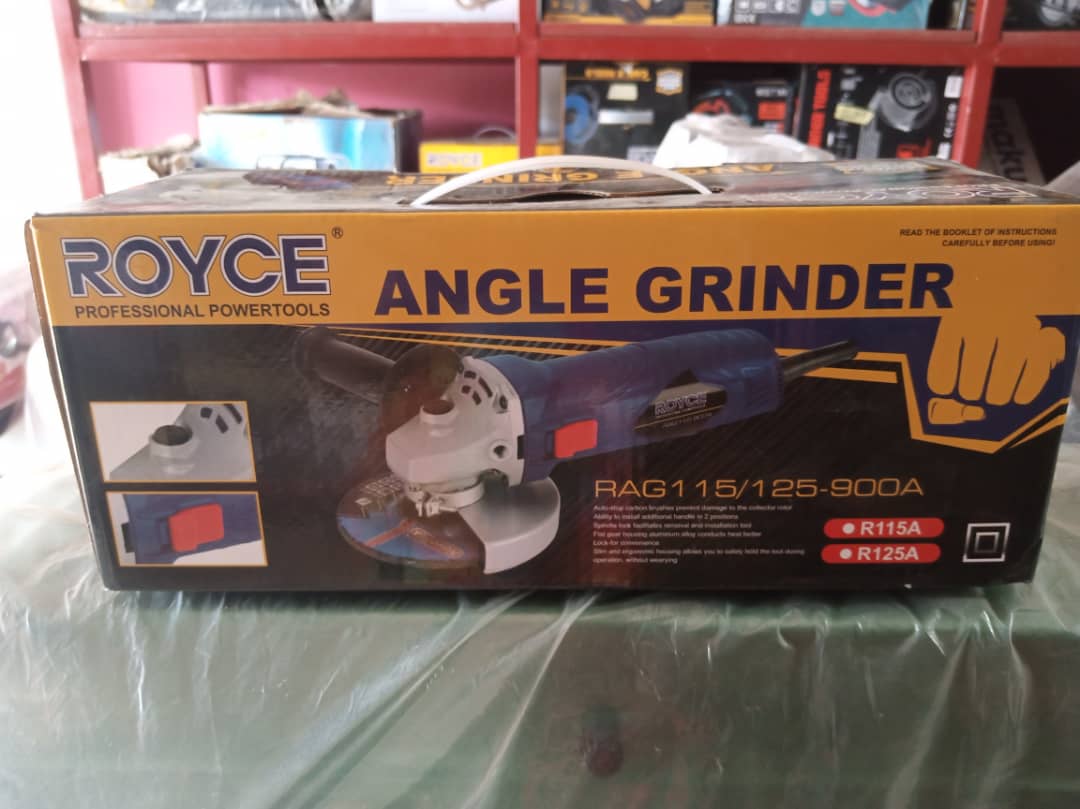 ROYCE
ANGLE GRINDER
ROYCE®
PROFESSIONAL POWERTOOLS
ANGLE GRINDER
READ THE BOOKLET OF INSTRUCTIONS
CAREFULLY BEFORE USING!
ROYCE
RAG115/125-900A
Auto-stop carbon brushes prevent damage to the collector rotor
Ability to install additional handle in 2 positions
Spindle lock facilitates removal and installation tool
Flat gear housing aluminum alloy conducts heat better
Lock-for convenience
Slim and ergonomic housing allows you to safely hold the tool during
operation, without wearying
R115A
R125A